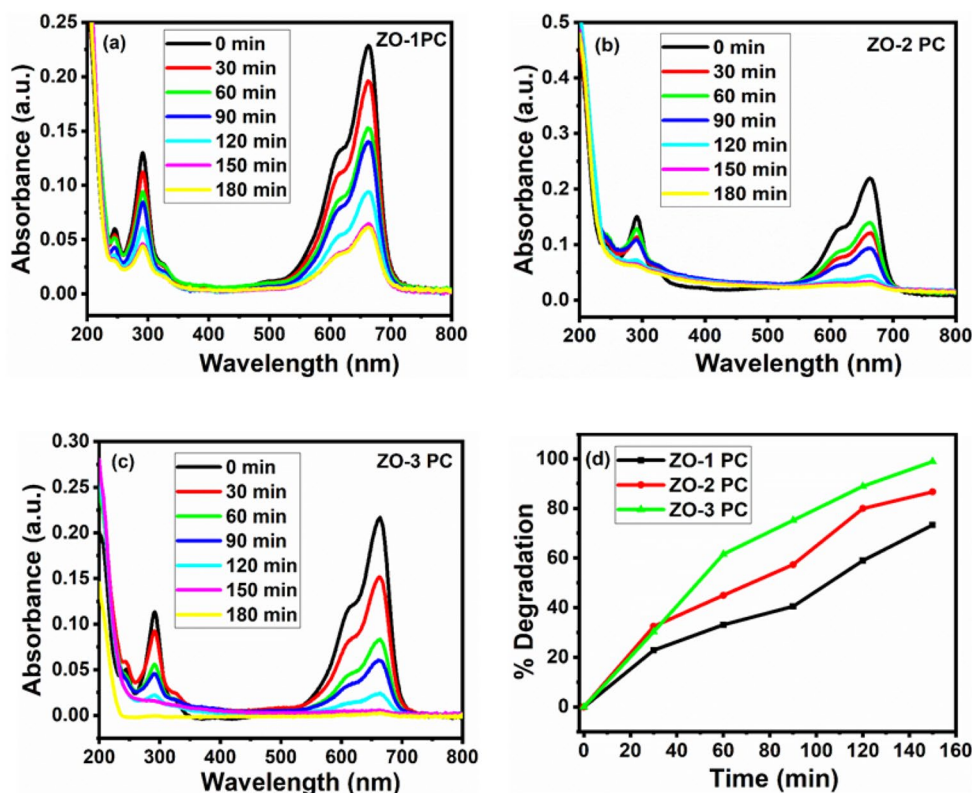 (a)
ZO-1PC
0 min
30 min
60 min
90 min
120 min
150 min
180 min
0.25
0.20
0.15
0.10
0.05
0.00
Absorbance (a.u.)
200 300 400 500 600 700 800
Wavelength (nm)
(b)
ZO-2 PC
0 min
30 min
60 min
90 min
120 min
150 min
180 min
0.5
0.4
0.3
0.2
0.1
0.0
Absorbance (a.u.)
200 300 400 500 600 700 800
Wavelength (nm)
(c)
ZO-3 PC
0 min
30 min
60 min
90 min
120 min
150 min
180 min
0.30
0.25
0.20
0.15
0.10
0.05
0.00
Absorbance (a.u.)
200 300 400 500 600 700 800
Wavelength (nm)
(d)
ZO-1 PC
ZO-2 PC
ZO-3 PC
100
80
60
40
20
0
% Degradation
0 20 40 60 80 100 120 140 160
Time (min)